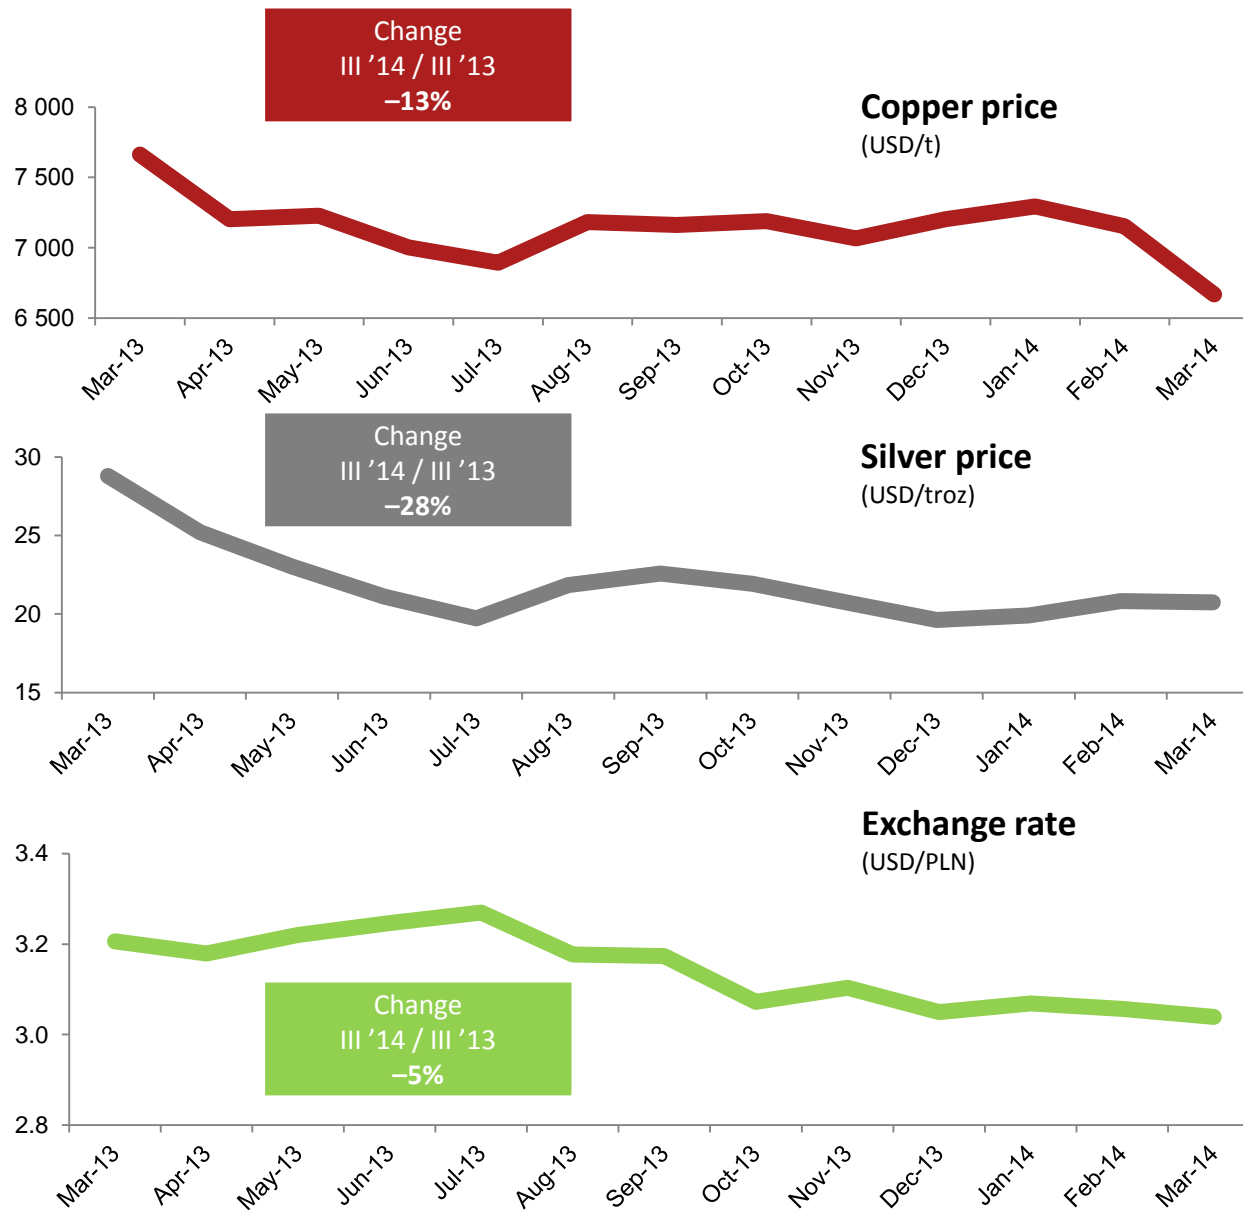 Change
III ’14 / III ’13
–13%
Copper price
(USD/t)
8 000
7 500
7 000
6 500
Mar-13
Apr-13
May-13
Jun-13
Jul-13
Aug-13
Sep-13
Oct-13
Nov-13
Dec-13
Jan-14
Feb-14
Mar-14
Change
III ’14 / III ’13
–28%
Silver price
(USD/troz)
30
25
20
15
Mar-13
Apr-13
May-13
Jun-13
Jul-13
Aug-13
Sep-13
Oct-13
Nov-13
Dec-13
Jan-14
Feb-14
Mar-14
Exchange rate
(USD/PLN)
3.4
3.2
3.0
2.8
Change
III ’14 / III ’13
–5%
Mar-13
Apr-13
May-13
Jun-13
Jul-13
Aug-13
Sep-13
Oct-13
Nov-13
Dec-13
Jan-14
Feb-14
Mar-14